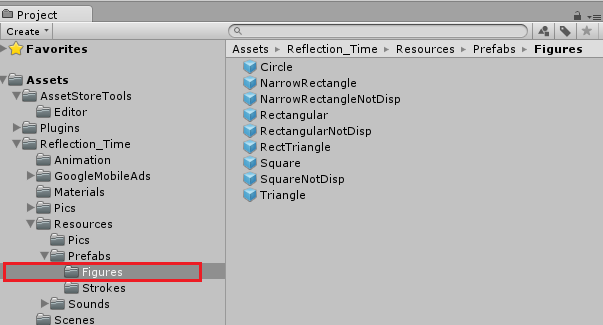 Project
Create
Favorites
Assets
AssetStoreTools
Editor
Plugins
Reflection_Time
Animation
GoogleMobileAds
Materials
Pics
Resources
Pics
Prefabs
Figures
Strokes
Sounds
Scenes
Assets Reflection_Time Resources Prefabs Figures
Circle
NarrowRectangle
NarrowRectangleNotDisp
Rectangular
RectangularNotDisp
RectTriangle
Square
SquareNotDisp
Triangle